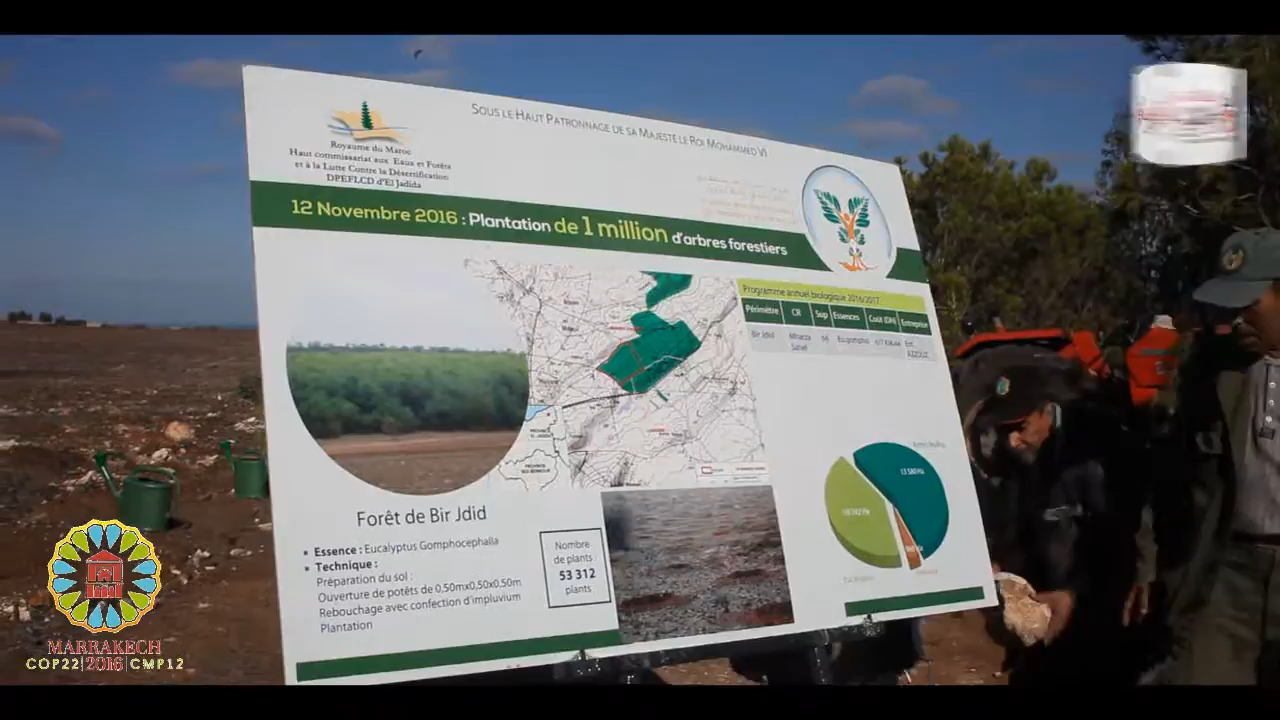 SOUS LE HAUT PATRONNAGE DE SA MAJESTÉ LE ROI MOHAMMED VI
Royaume du Maroc
Haut commissariat aux Eaux et Forêts
et à la Lutte Contre la Désertification
DPEFLCD d'El Jadida
12 Novembre 2016 : Plantation de 1 million d'arbres forestiers
Programme annuel biologique 2016/2017
Périmètre CR Sup Essences Coût (DH) Entreprise
Bir Jdid
13 580 Ha
Forêt de Bir Jdid
▪ Essence : Eucalyptus Gomphocephalla
▪ Technique :
Préparation du sol :
Ouverture de potêts de 0,50mx0,50x0.50m
Rebouchage avec confection d'impluvium
Plantation
Nombre
de plants :
53 312
plants
MARRAKECH
COP22|2016|CMP12